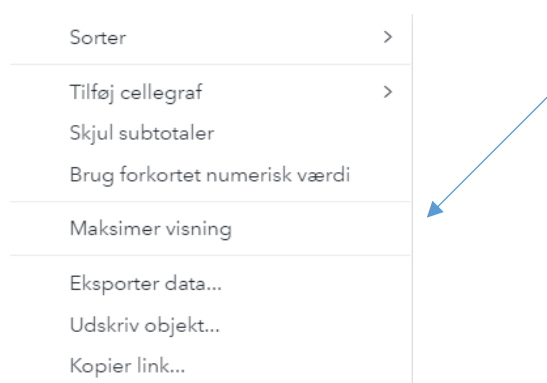 Sorter
Tilføj cellegraf
Skjul subtotaler
Brug forkortet numerisk værdi
Maksimer visning
Eksporter data...
Udskriv objekt...
Kopier link...